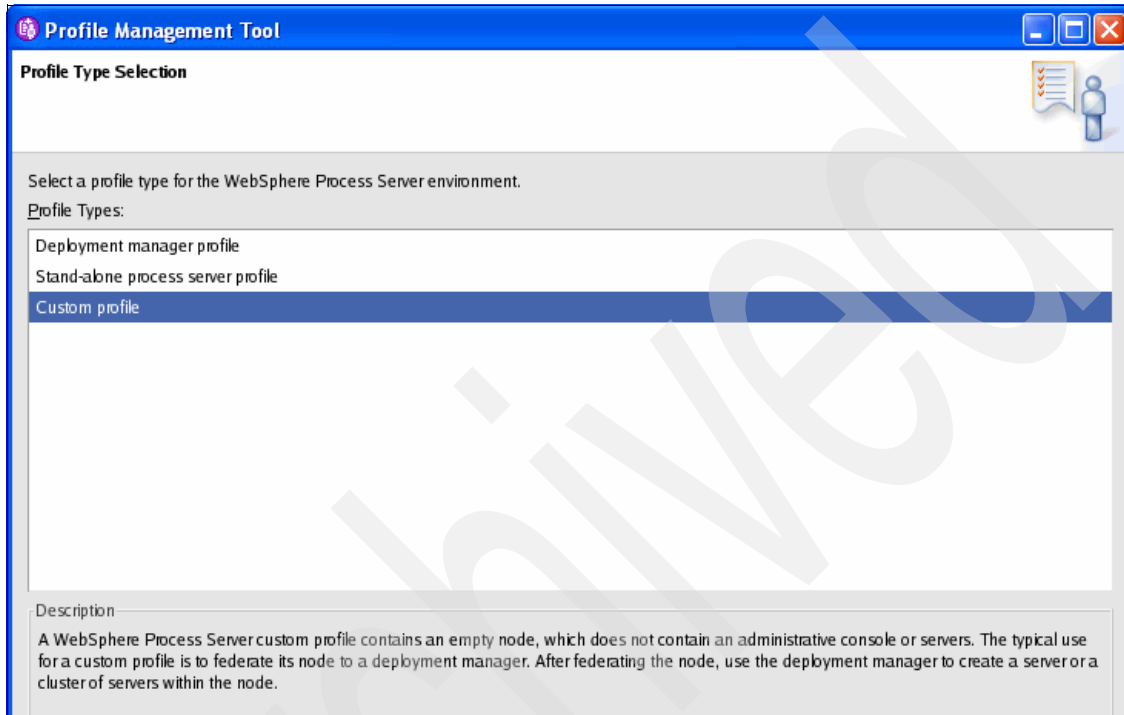 Profile Management Tool
Profile Type Selection
Select a profile type for the WebSphere Process Server environment.
Profile Types:
Deployment manager profile
Stand-alone process server profile
Custom profile
Description
A WebSphere Process Server custom profile contains an empty node, which does not contain an administrative console or servers. The typical use
for a custom profile is to federate its node to a deployment manager. After federating the node, use the deployment manager to create a server or a
cluster of servers within the node.
hived